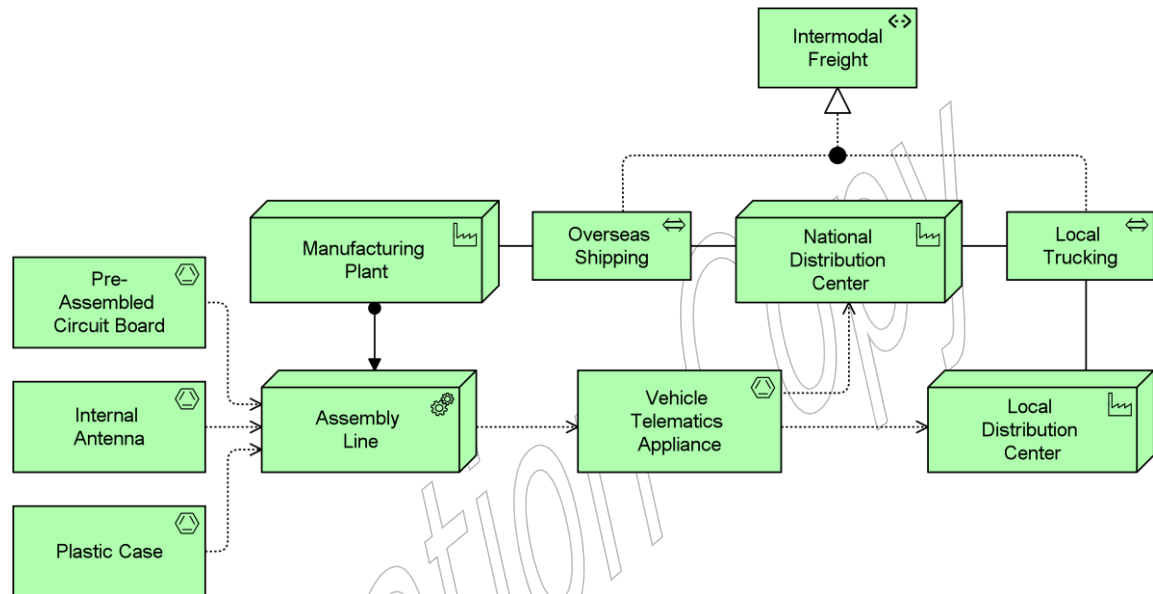 Intermodal
Freight
Manufacturing
Plant
Overseas
Shipping
National
Distribution
Center
Local
Trucking
Pre-
Assembled
Circuit Board
Internal
Antenna
Assembly
Line
Vehicle
Telematics
Appliance
Local
Distribution
Center
Plastic Case